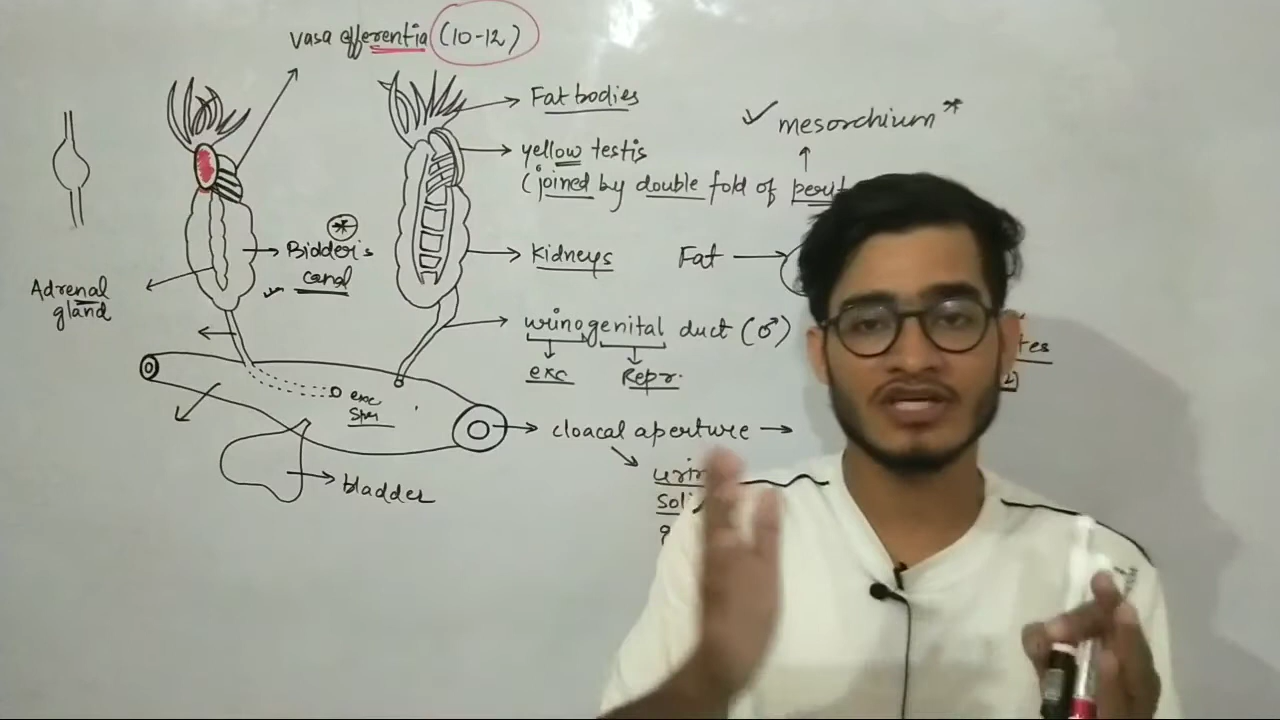 vasa efferentia (10-12)
Fat bodies
mesorchium*
yellow testis
(joined by double fold of
Bidder's
canal
Kidneys
Fat
Adrenal
gland
urinogenital duct (♂)
exc
Repr.
exc
cloacal aperture
bladder